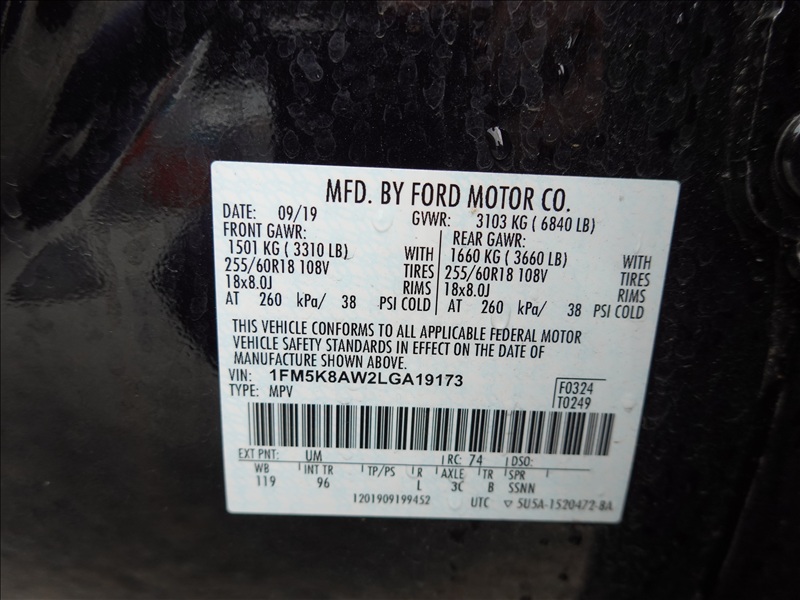 MFD. BY FORD MOTOR CO.
DATE: 09/19 GVWR: 3103 KG ( 6840 LB)
FRONT GAWR: REAR GAWR:
1501 KG ( 3310 LB) WITH 1660 KG ( 3660 LB) WITH
255/60R18 108V TIRES 255/60R18 108V TIRES
18x8.0J RIMS 18x8.0J RIMS
AT 260 kPa/ 38 PSI COLD AT 260 kPa/ 38 PSI COLD
THIS VEHICLE CONFORMS TO ALL APPLICABLE FEDERAL MOTOR
VEHICLE SAFETY STANDARDS IN EFFECT ON THE DATE OF
MANUFACTURE SHOWN ABOVE.
VIN: 1FM5K8AW2LGA19173
TYPE: MPV
F0324
T0249
EXT PNT: UM RC: 74 DSO:
WB INT TR TP/PS R AXLE TR SPR
119 96 L 3C B SSNN
1201909199452 UTC ▽ 5U5A-1520472-8A